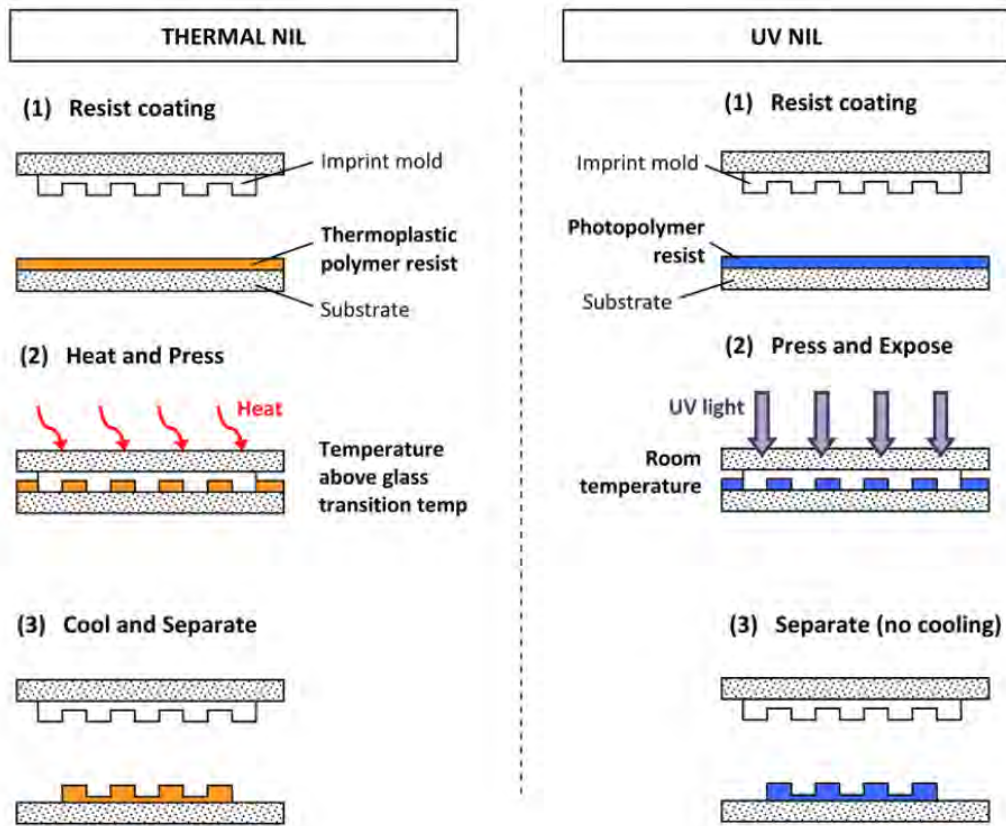 THERMAL NIL
(1) Resist coating
Imprint mold
Thermoplastic
polymer resist
Substrate
(2) Heat and Press
Heat
Temperature
above glass
transition temp
(3) Cool and Separate
UV NIL
(1) Resist coating
Imprint mold
Photopolymer
resist
Substrate
(2) Press and Expose
UV light
Room
temperature
(3) Separate (no cooling)